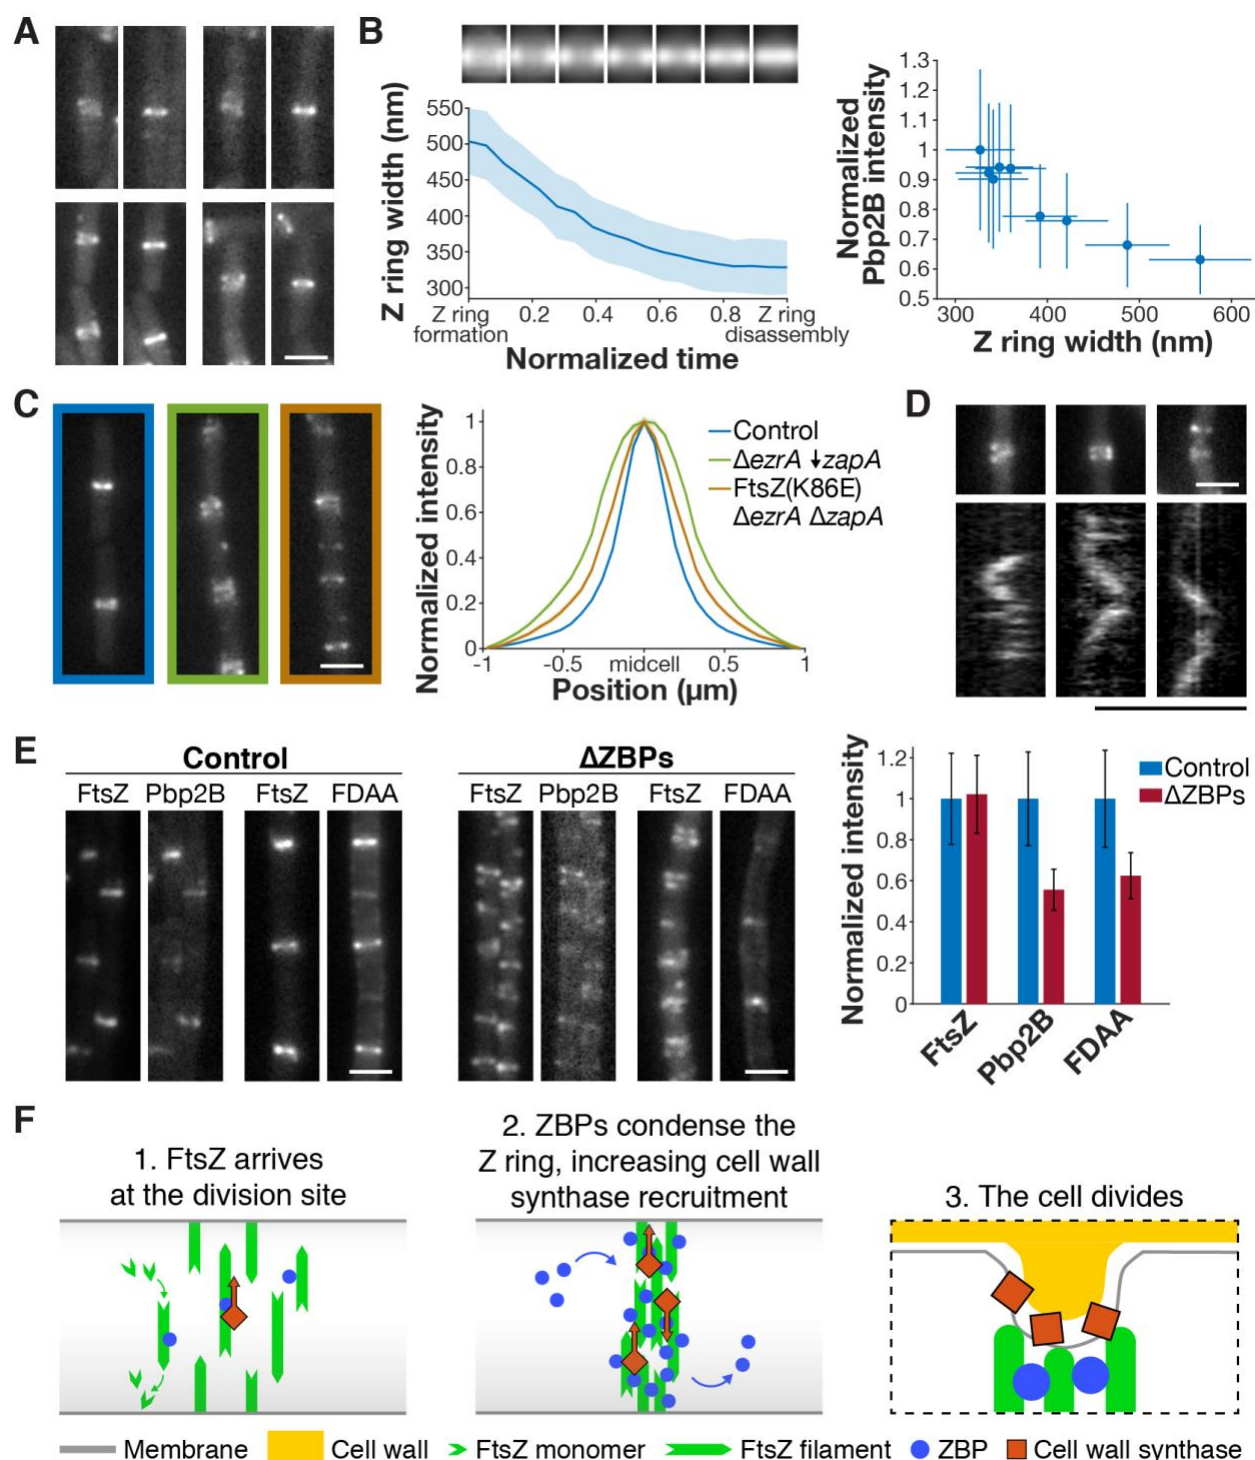 A
B
550
500
450
400
350
300
Z ring width (nm)
Z ring formation
0.2
0.4
0.6
0.8
Z ring disassembly
Normalized time
1.3
1.2
1.1
1
0.9
0.8
0.7
0.6
0.5
Normalized
Pbp2B intensity
300
400
500
600
Z ring width (nm)
C
1
0.8
0.6
0.4
0.2
0
Normalized intensity
-1
-0.5
midcell
0.5
1
Position (μm)
Control
ΔezrA ↓zapA
FtsZ(K86E)
ΔezrA ΔzapA
D
E
Control
FtsZ Pbp2B FtsZ FDAA
ΔZBPs
FtsZ Pbp2B FtsZ FDAA
1.2
1
0.8
0.6
0.4
0.2
0
Normalized intensity
Control
ΔZBPs
FtsZ
Pbp2B
FDAA
F
1. FtsZ arrives
at the division site
2. ZBPs condense the
Z ring, increasing cell wall
synthase recruitment
3. The cell divides
Membrane Cell wall FtsZ monomer FtsZ filament ZBP Cell wall synthase